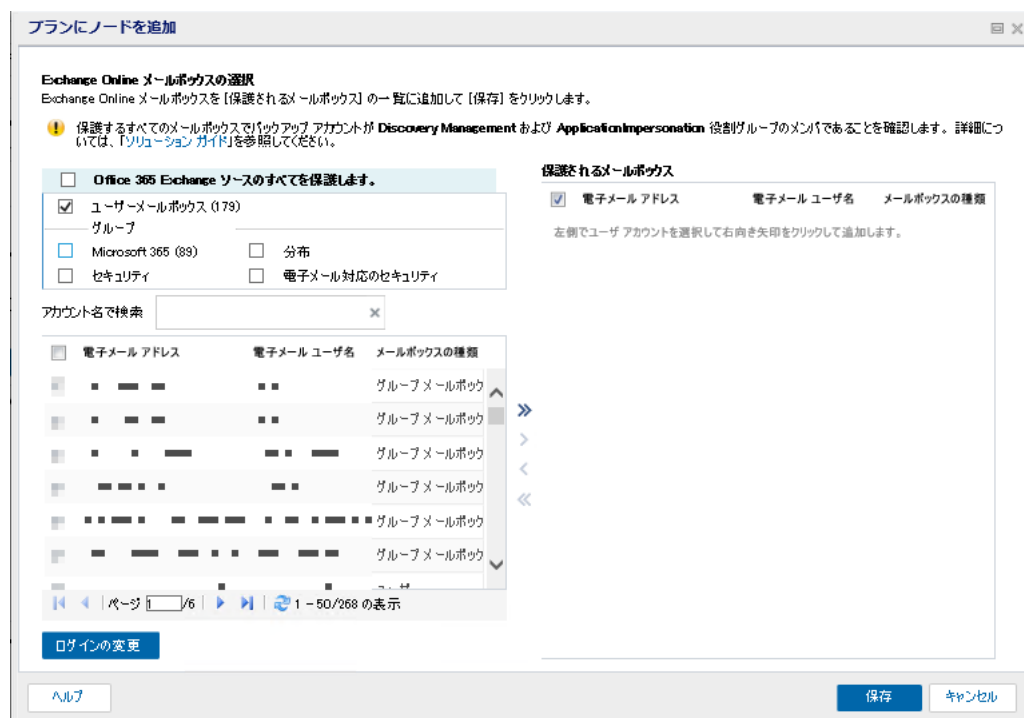 プランにノードを追加
Exchange Online メールボックスの選択
Exchange Online メールボックスを [保護されるメールボックス] の一覧に追加して [保存] をクリックします。
保護するすべてのメールボックスでバックアップ アカウントが Discovery Management および ApplicationImpersonation 役割グループのメンバであることを確認します。詳細については、「ソリューション ガイド」を参照してください。
Office 365 Exchange ソースのすべてを保護します。
ユーザーメールボックス (179)
グループ
Microsoft 365 (89)
分布
セキュリティ
電子メール対応のセキュリティ
アカウント名で検索
電子メール アドレス 電子メール ユーザ名 メールボックスの種類
グループ メールボック
グループ メールボック
グループ メールボック
グループ メールボック
グループ メールボック
グループ メールボック
ページ 1 /6 1 - 50/268 の表示
ログインの変更
保護されるメールボックス
電子メール アドレス 電子メール ユーザ名 メールボックスの種類
左側でユーザ アカウントを選択して右向き矢印をクリックして追加します。
ヘルプ
保存
キャンセル